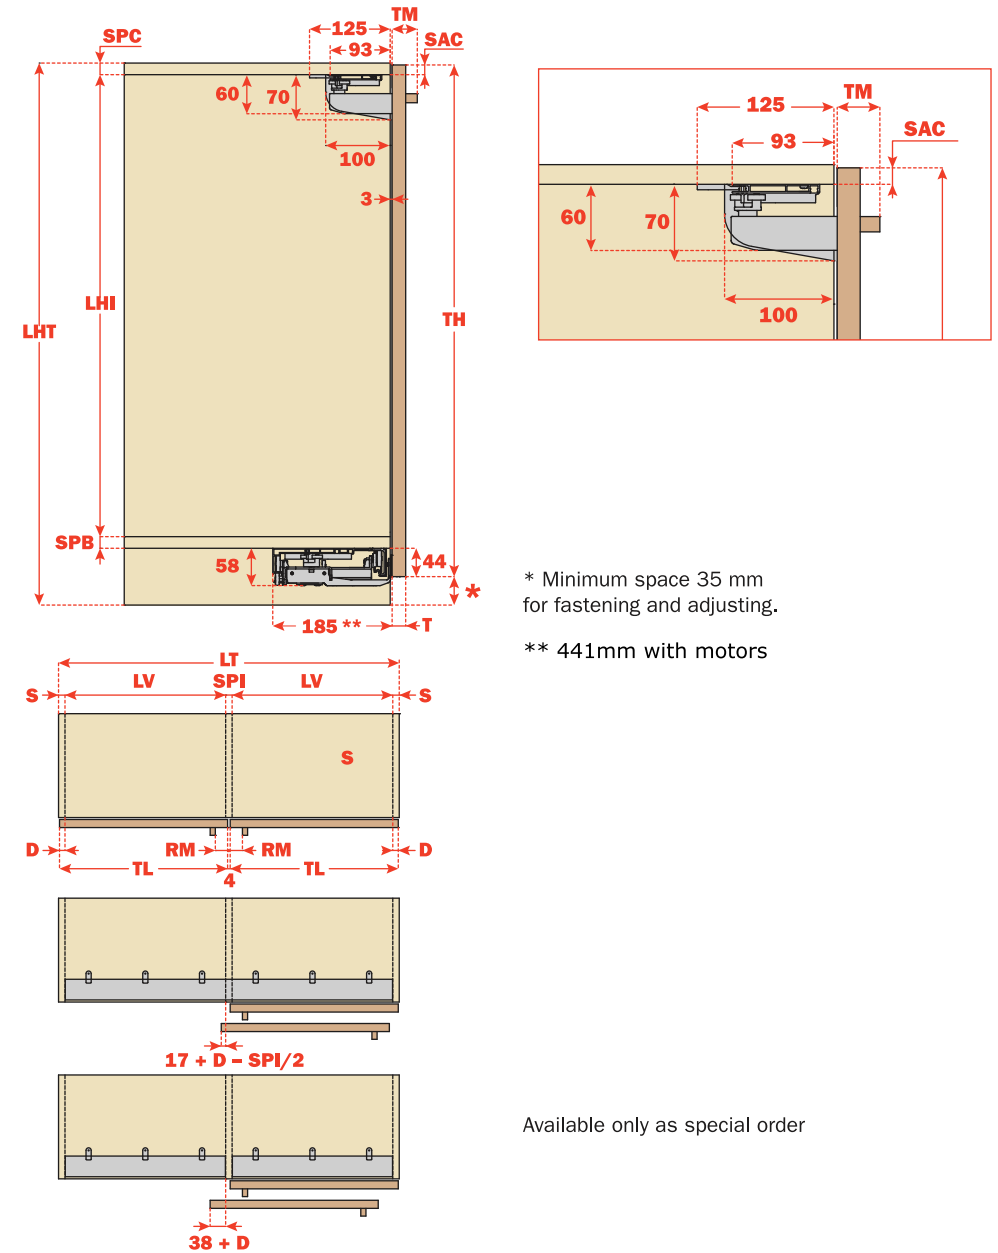 TM
125
SPC
SAC
93
60
70
100
3
LHI
LHT
TH
SPB
58
44
*
185 **
T
TM
125
SAC
93
60
70
100
* Minimum space 35 mm
for fastening and adjusting.
** 441mm with motors
LT
LV SPI LV
S S
S
D RM RM D
TL TL
4
17 + D – SPI/2
Available only as special order
38 + D